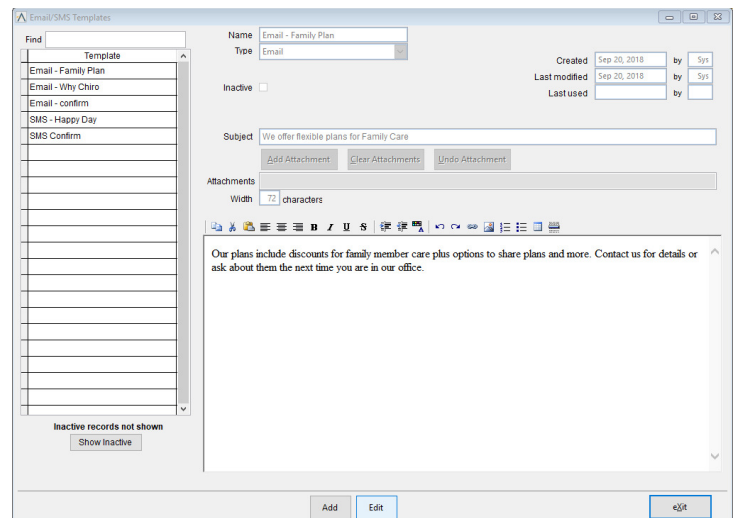 Email/SMS Templates
Find
Template
Email - Family Plan
Email - Why Chiro
Email - confirm
SMS - Happy Day
SMS Confirm
Inactive records not shown
Show Inactive
Name Email - Family Plan
Type Email
Inactive
Created Sep 20, 2018 by Sys
Last modified Sep 20, 2018 by Sys
Last used by
Subject We offer flexible plans for Family Care
Add Attachment Clear Attachments Undo Attachment
Attachments
Width 72 characters
B I U S
Our plans include discounts for family member care plus options to share plans and more. Contact us for details or
ask about them the next time you are in our office.
Add Edit eXit